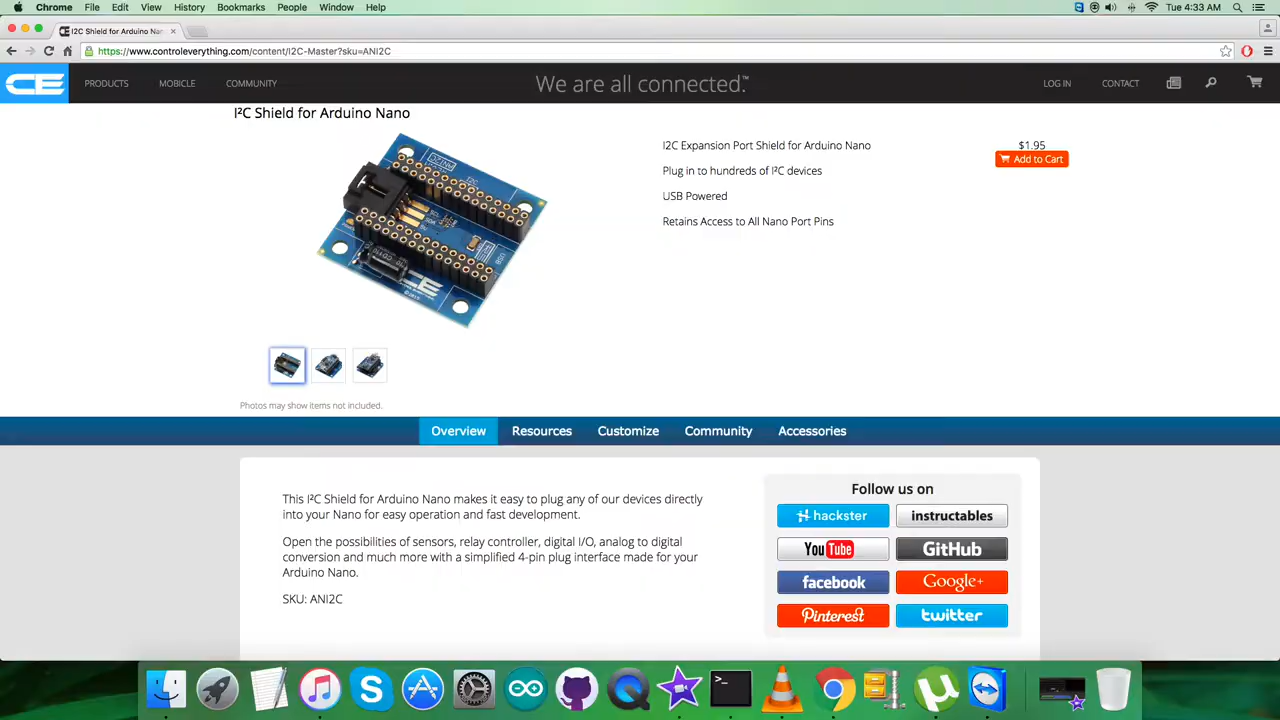 Chrome File Edit View History Bookmarks People Window Help Tue 4:33 AM
I2C Shield for Arduino Nano
https://www.controleverything.com/content/I2C-Master?sku=ANI2C
CE PRODUCTS MOBICLE COMMUNITY We are all connected.™ LOG IN CONTACT
I²C Shield for Arduino Nano
I2C Expansion Port Shield for Arduino Nano
$1.95
Add to Cart
Plug in to hundreds of I²C devices
USB Powered
Retains Access to All Nano Port Pins
Photos may show items not included.
Overview Resources Customize Community Accessories
This I²C Shield for Arduino Nano makes it easy to plug any of our devices directly
into your Nano for easy operation and fast development.
Open the possibilities of sensors, relay controller, digital I/O, analog to digital
conversion and much more with a simplified 4-pin plug interface made for your
Arduino Nano.
SKU: ANI2C
Follow us on
hackster instructables
YouTube GitHub
facebook Google+
Pinterest twitter